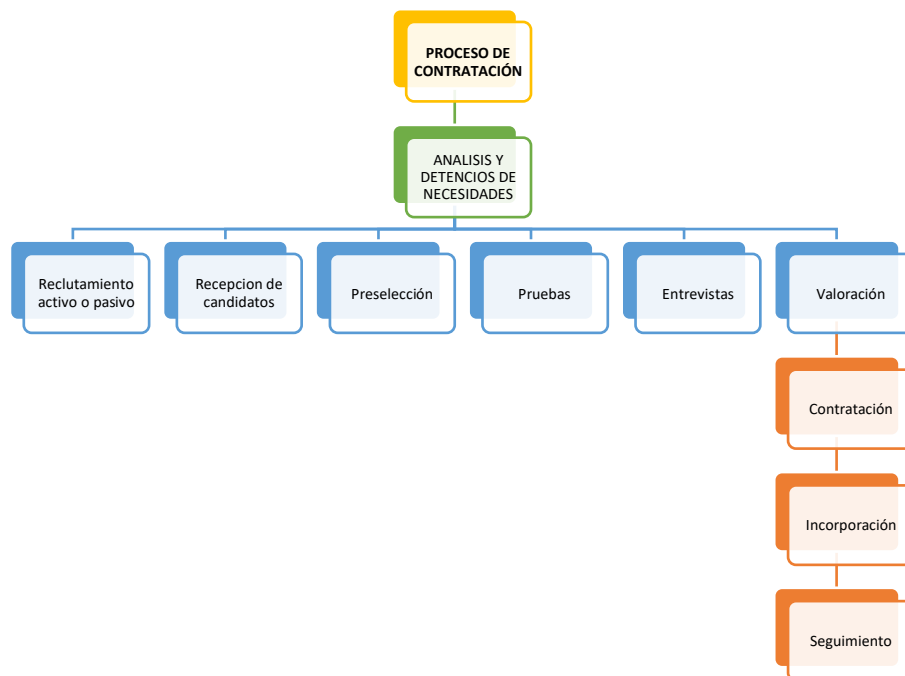 PROCESO DE
CONTRATACIÓN
ANALISIS Y
DETENCIOS DE
NECESIDADES
Reclutamiento
activo o pasivo
Recepcion de
candidatos
Preselección
Pruebas
Entrevistas
Valoración
Contratación
Incorporación
Seguimiento